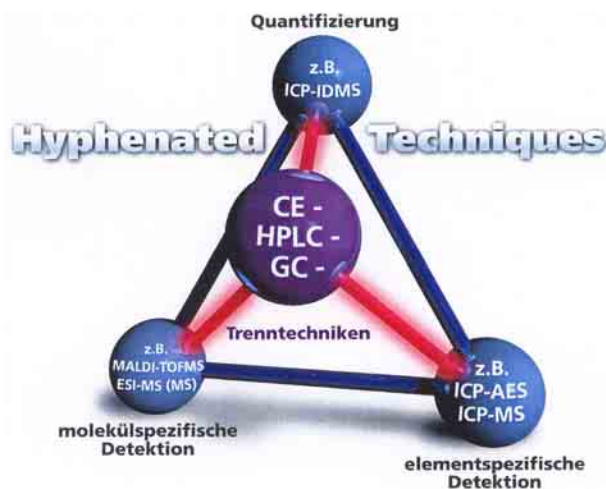 Quantifizierung
z.B.
ICP-IDMS
Hyphenated Techniques
CE -
HPLC -
GC -
Trenntechniken
z.B.
MALDI-TOFMS
ESI-MS (MS)
molekülspezifische
Detektion
z.B.
ICP-AES
ICP-MS
elementspezifische
Detektion